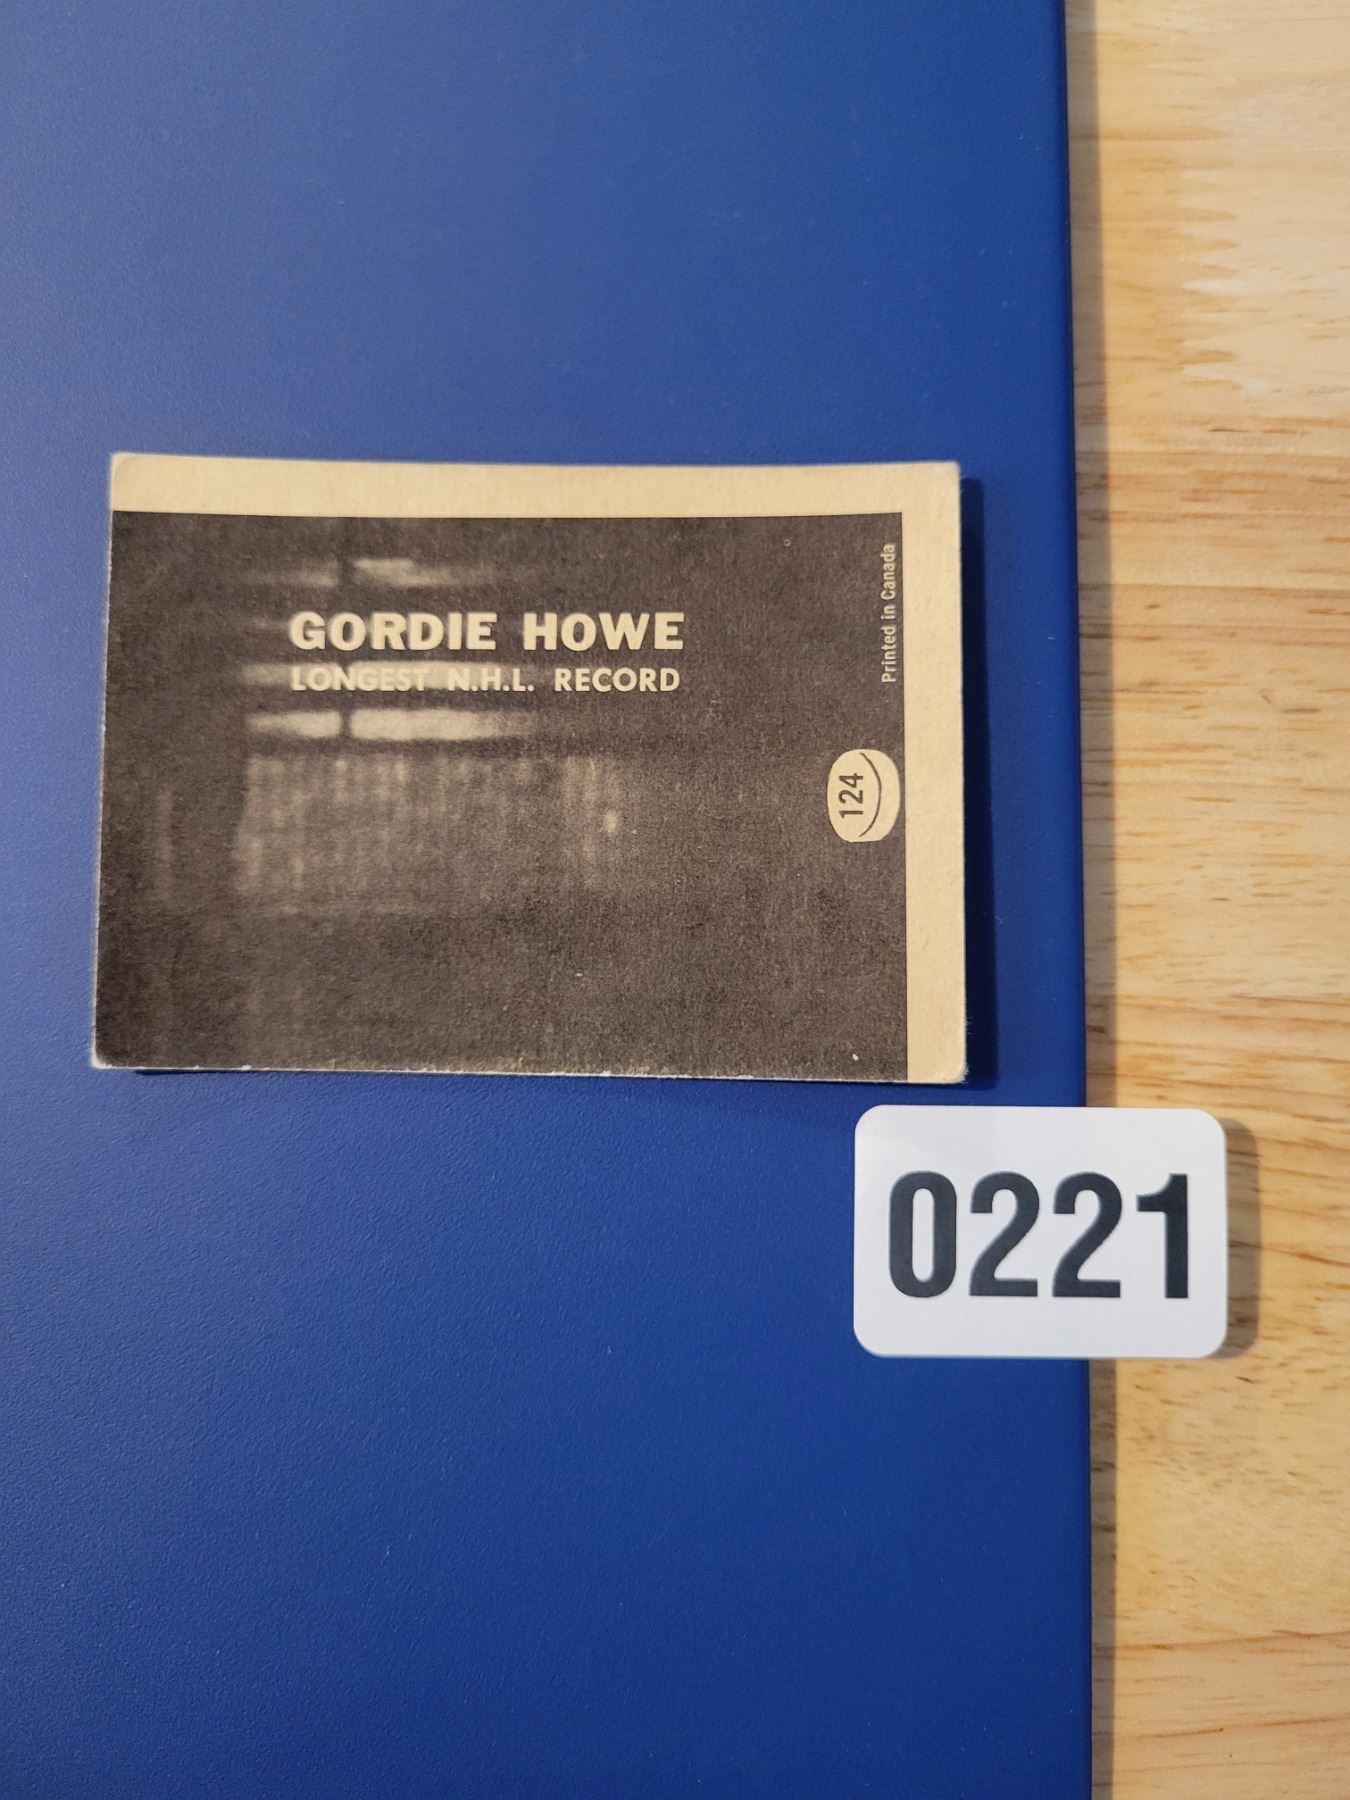 GORDIE HOWE
LONGEST N.H.L. RECORD
Printed in Canada
124
0221